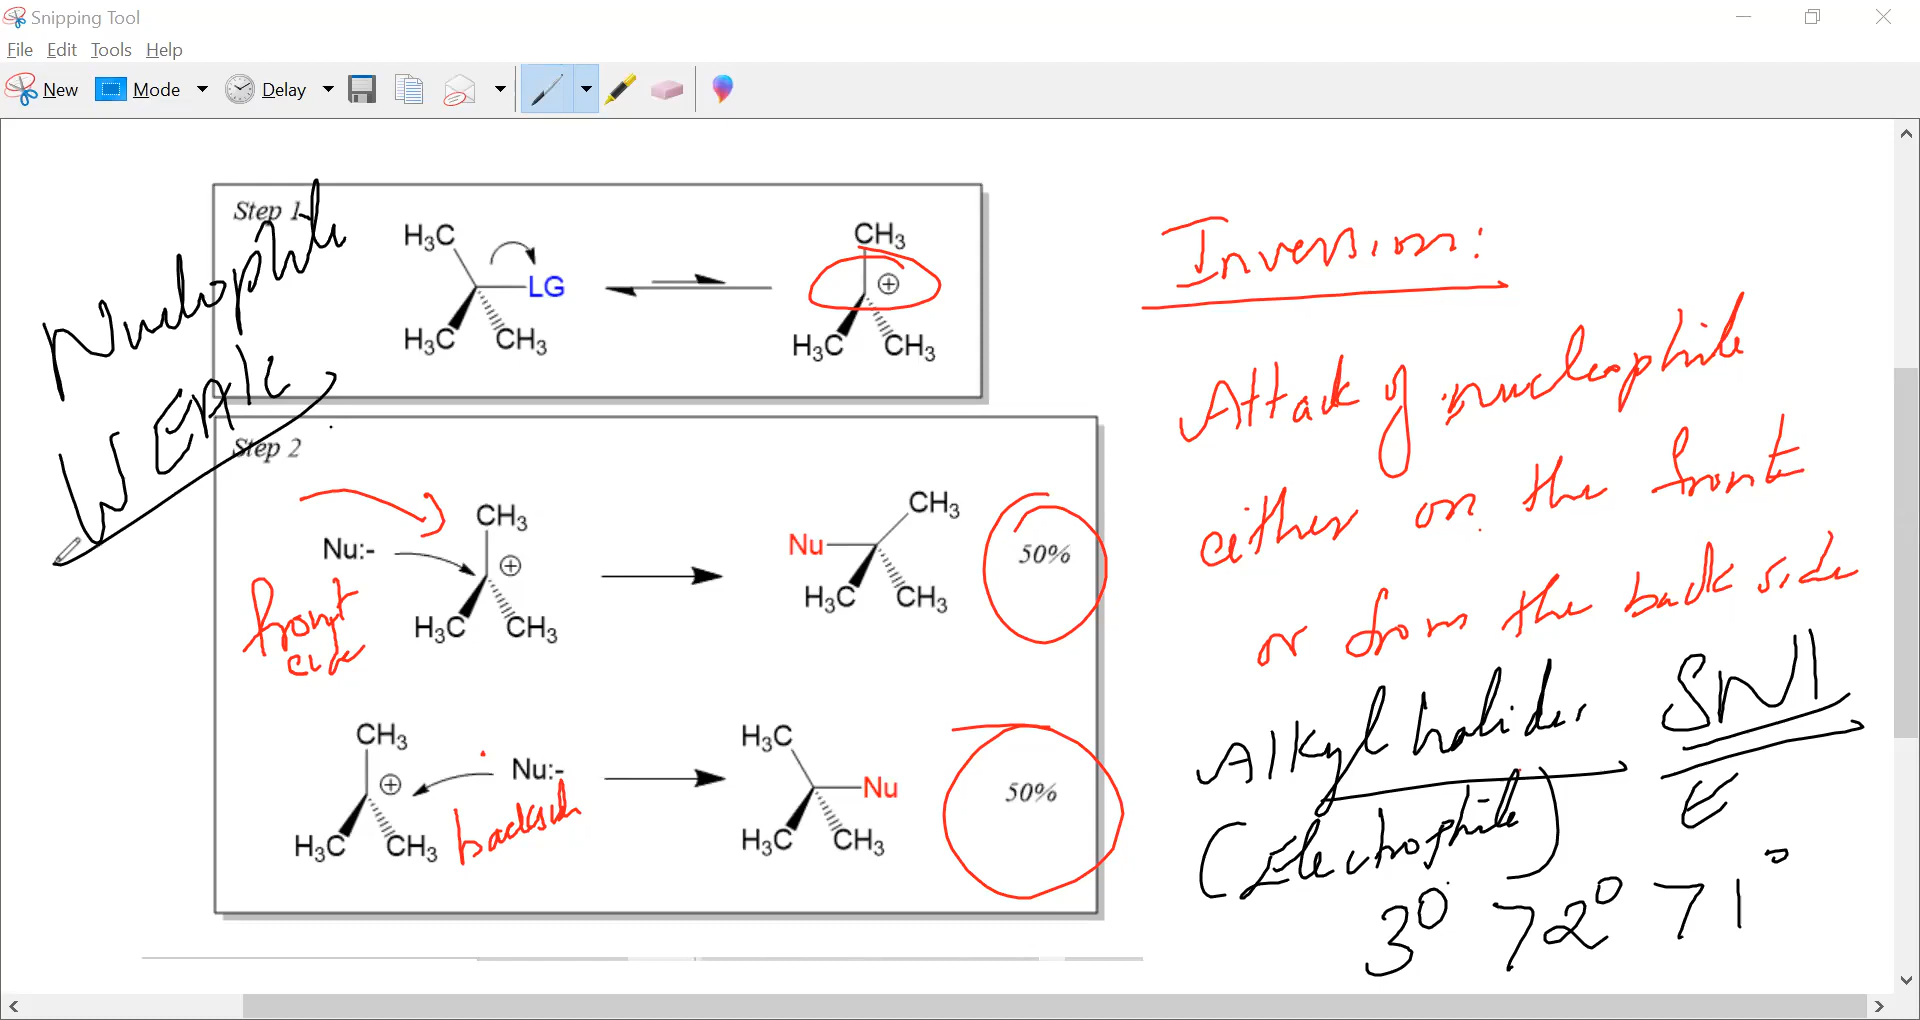 Snipping Tool
File Edit Tools Help
New Mode Delay
Step 1
H₃C
LG
H₃C CH₃
CH₃
⊕
H₃C CH₃
Nucleophile
WEAK
Step 2
Nu:-
CH₃
⊕
H₃C CH₃
front
side
Nu
CH₃
H₃C CH₃
50%
CH₃
⊕
H₃C CH₃
Nu:-
backside
H₃C
Nu
H₃C CH₃
50%
Inversion:
Attack of nucleophile
either on the front
or from the back side
Alkyl halides
SN1
(Electrophile)
E
3° > 2° > 1°